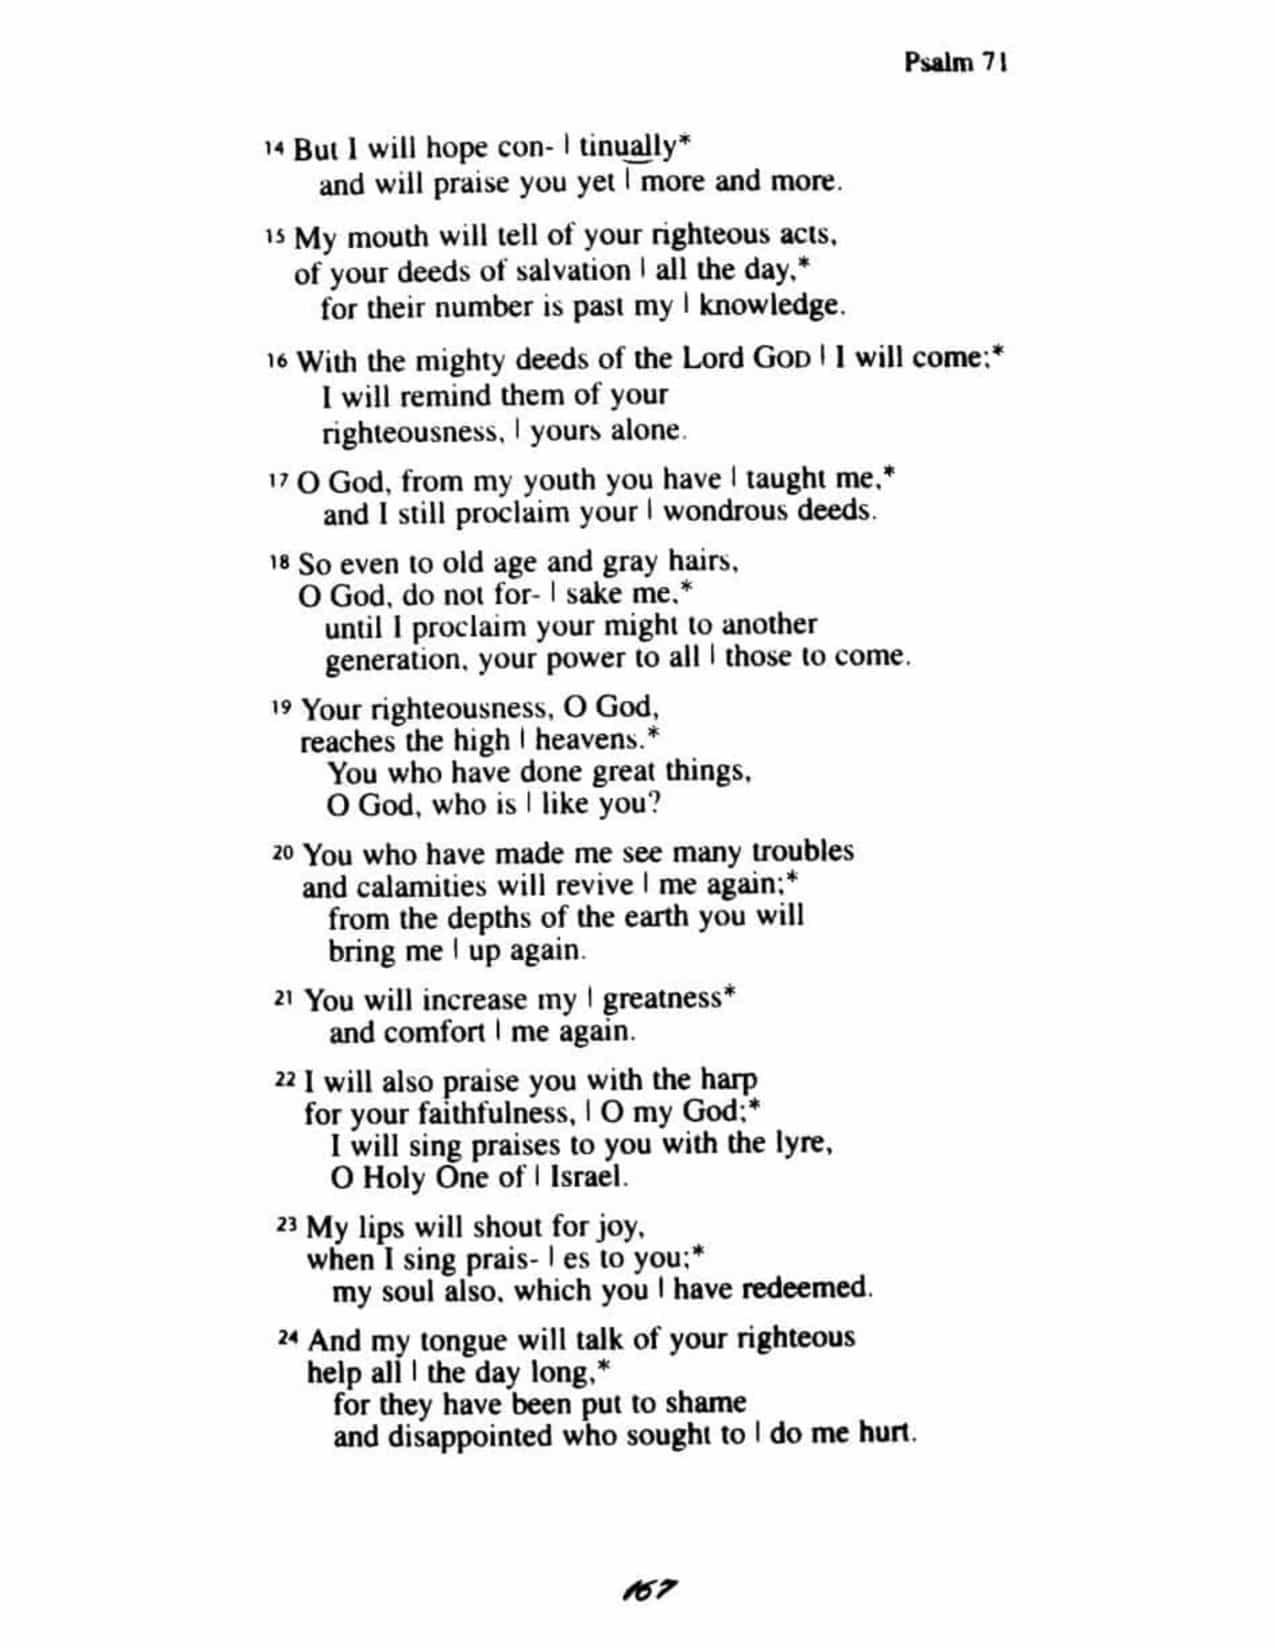 Psalm 71
14 But I will hope con- | tinually*
and will praise you yet | more and more.
15 My mouth will tell of your righteous acts,
of your deeds of salvation | all the day,*
for their number is past my | knowledge.
16 With the mighty deeds of the Lord GOD | I will come;*
I will remind them of your
righteousness, | yours alone.
17 O God, from my youth you have | taught me,*
and I still proclaim your | wondrous deeds.
18 So even to old age and gray hairs,
O God, do not for- | sake me,*
until I proclaim your might to another
generation, your power to all | those to come.
19 Your righteousness, O God,
reaches the high | heavens.*
You who have done great things,
O God, who is | like you?
20 You who have made me see many troubles
and calamities will revive | me again;*
from the depths of the earth you will
bring me | up again.
21 You will increase my | greatness*
and comfort | me again.
22 I will also praise you with the harp
for your faithfulness, | O my God;*
I will sing praises to you with the lyre,
O Holy One of | Israel.
23 My lips will shout for joy,
when I sing prais- | es to you;*
my soul also, which you | have redeemed.
24 And my tongue will talk of your righteous
help all | the day long,*
for they have been put to shame
and disappointed who sought to | do me hurt.
167